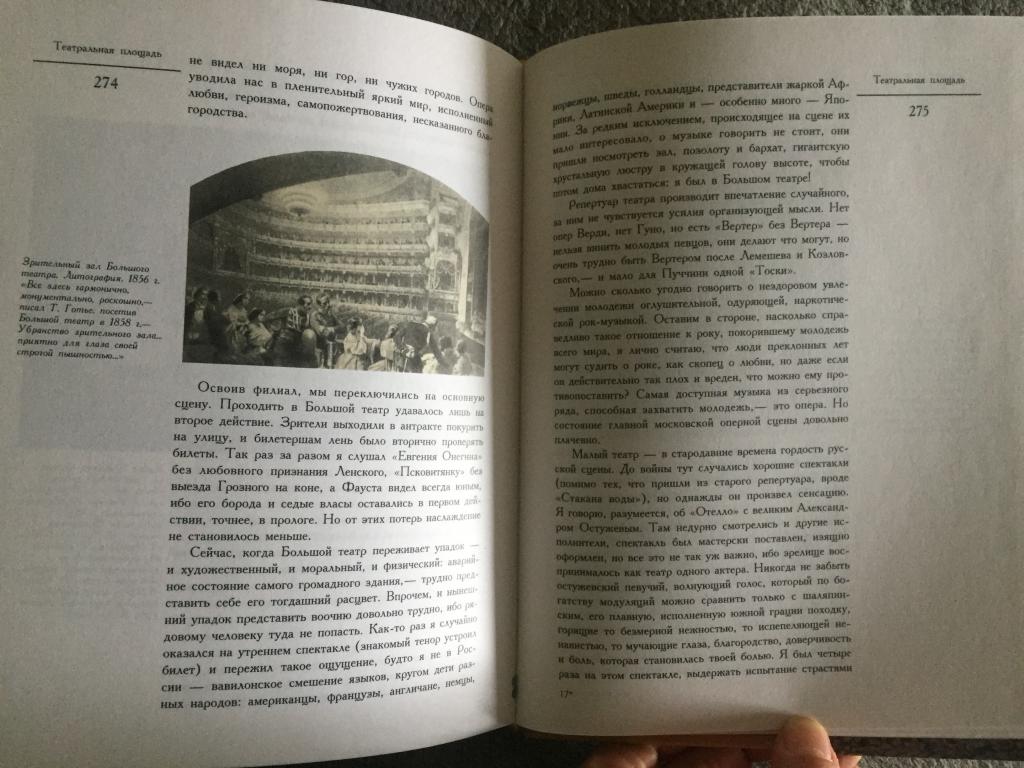 Театральная площадь
274
не видел ни моря, ни гор, ни чужих городов. Опера
уводила нас в пленительный яркий мир, исполненный
любви, героизма, самопожертвования, несказанного бла-
городства.
Зрительный зал Большого
театра. Литография. 1856 г.
«Все здесь гармонично,
монументально, роскошно,—
писал Т. Готье, посетив
Большой театр в 1858 г.,—
Убранство зрительного зала...
приятно для глаза своей
строгой пышностью...»
Освоив филиал, мы переключились на основную
сцену. Проходить в Большой театр удавалось лишь на
второе действие. Зрители выходили в антракте покурить
на улицу, и билетершам лень было вторично проверять
билеты. Так раз за разом я слушал «Евгения Онегина»
без любовного признания Ленского, «Псковитянку» без
выезда Грозного на коне, а Фауста видел всегда юным,
ибо его борода и седые власы оставались в первом дей-
ствии, точнее, в прологе. Но от этих потерь наслаждение
не становилось меньше.
Сейчас, когда Большой театр переживает упадок —
и художественный, и моральный, и физический: аварий-
ное состояние самого громадного здания,— трудно пред-
ставить себе его тогдашний расцвет. Впрочем, и нынеш-
ний упадок представить воочию довольно трудно, ибо ря-
довому человеку туда не попасть. Как-то раз я случайно
оказался на утреннем спектакле (знакомый тенор устроил
билет) и пережил такое ощущение, будто я не в Рос-
сии — вавилонское смешение языков, кругом дети раз-
ных народов: американцы, французы, англичане, немцы,
Театральная площадь
275
норвежцы, шведы, голландцы, представители жаркой Аф-
рики, Латинской Америки и — особенно много — Япо-
нии. За редким исключением, происходящее на сцене их
мало интересовало, о музыке говорить не стоит, они
пришли посмотреть зал, позолоту и бархат, гигантскую
хрустальную люстру в кружащей голову высоте, чтобы
потом дома хвастаться: я был в Большом театре!
Репертуар театра производит впечатление случайного,
за ним не чувствуется усилия организующей мысли. Нет
опер Верди, нет Гуно, но есть «Вертер» без Вертера —
нельзя винить молодых певцов, они делают что могут, но
очень трудно быть Вертером после Лемешева и Козлов-
ского,— и мало для Пуччини одной «Тоски».
Можно сколько угодно говорить о нездоровом увле-
чении молодежи оглушительной, одуряющей, наркотиче-
ской рок-музыкой. Оставим в стороне, насколько спра-
ведливо такое отношение к року, покорившему молодежь
всего мира, я лично считаю, что люди преклонных лет
могут судить о роке, как скопец о любви, но даже если
он действительно так плох и вреден, что можно ему про-
тивопоставить? Самая доступная музыка из серьезного
ряда, способная захватить молодежь,— это опера. Но
состояние главной московской оперной сцены довольно
плачевно.
Малый театр — в стародавние времена гордость рус-
ской сцены. До войны тут случались хорошие спектакли
(помимо тех, что пришли из старого репертуара, вроде
«Стакана воды»), но однажды он произвел сенсацию.
Я говорю, разумеется, об «Отелло» с великим Александ-
ром Остужевым. Там недурно смотрелись и другие ис-
полнители, спектакль был мастерски поставлен, изящно
оформлен, но все это не так уж важно, ибо зрелище вос-
принималось как театр одного актера. Никогда не забыть
остужевский певучий, волнующий голос, который по бо-
гатству модуляций можно сравнить только с шаляпин-
ским, его плавную, исполненную южной грации походку,
горящие то безмерной нежностью, то испепеляющей не-
навистью, то мучающие глаза, благородство, доверчивость
и боль, которая становилась твоей болью. Я был четыре
раза на этом спектакле, выдержать испытание страстями
17*